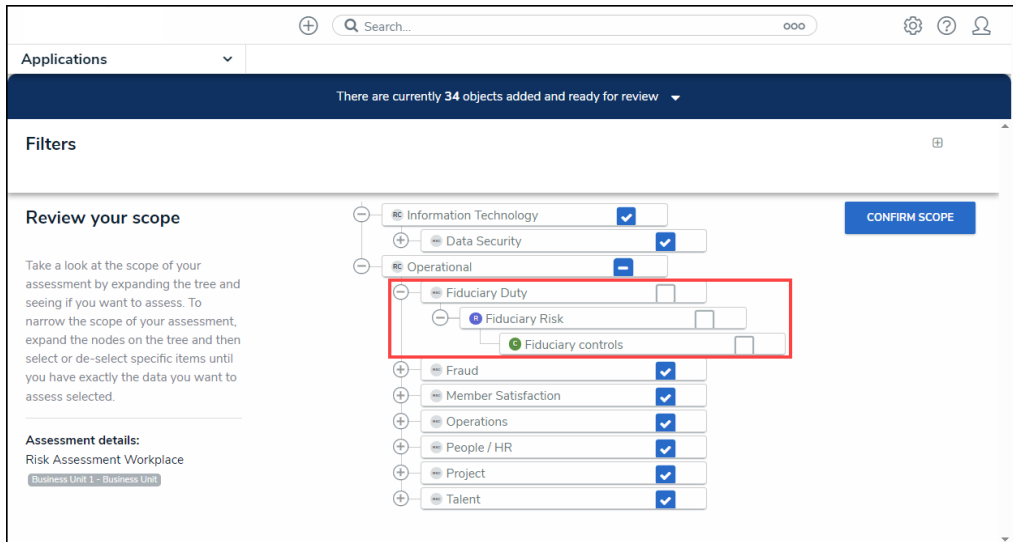 Search...
Applications
There are currently 34 objects added and ready for review
Filters
Review your scope
Take a look at the scope of your
assessment by expanding the tree and
seeing if you want to assess. To
narrow the scope of your assessment,
expand the nodes on the tree and then
select or de-select specific items until
you have exactly the data you want to
assess selected.
Assessment details:
Risk Assessment Workplace
Business Unit 1 - Business Unit
RC Information Technology
Data Security
RC Operational
Fiduciary Duty
R Fiduciary Risk
C Fiduciary controls
Fraud
Member Satisfaction
Operations
People / HR
Project
Talent
CONFIRM SCOPE